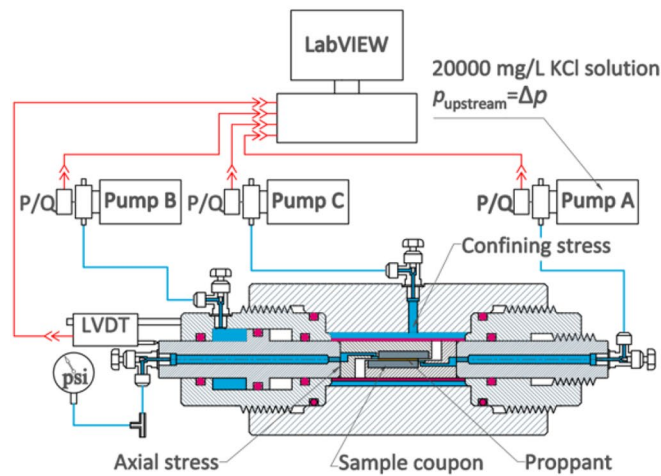 LabVIEW
20000 mg/L KCl solution
pupstream=Δp
P/Q
Pump B
P/Q
Pump C
P/Q
Pump A
Confining stress
LVDT
psi
Axial stress
Sample coupon
Proppant